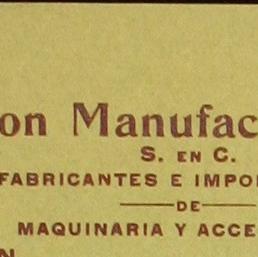 on Manufac
S. EN C.
FABRICANTES E IMPO
DE
MAQUINARIA Y ACCE
N